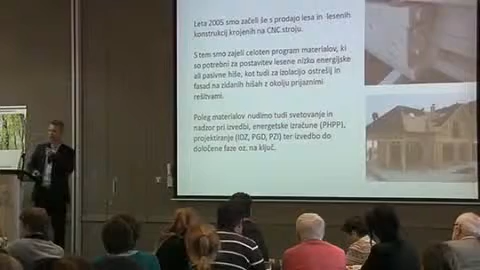 Leta 2005 smo začeli še s prodajo lesa in lesenih
konstrukcij krojenih na CNC stroju.
S tem smo zajeli celoten program materialov, ki
so potrebni za postavitev lesene nizko energijske
ali pasivne hiše, kot tudi za izolacijo ostrešij in
fasad na zidanih hišah z okolju prijaznimi
rešitvami.
Poleg materialov nudimo tudi svetovanje in
nadzor pri izvedbi, energetske izračune (PHPP),
projektiranje (IDZ, PGD, PZI) ter izvedbo do
določene faze oz. na ključ.